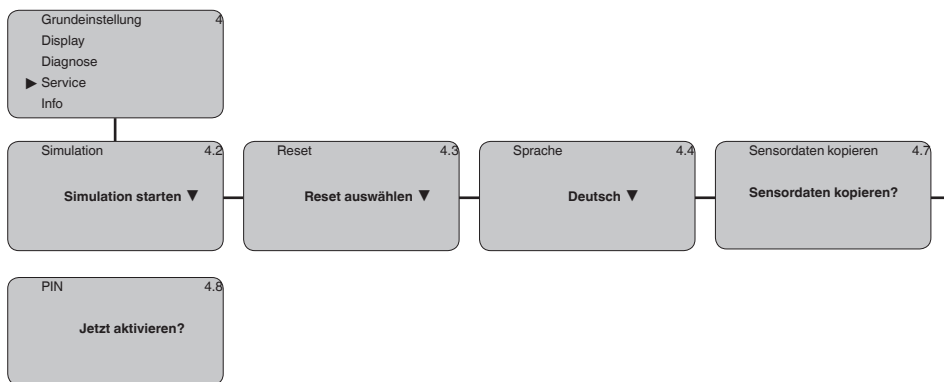 Grundeinstellung 4
Display
Diagnose
▶ Service
Info
Simulation 4.2
Simulation starten ▼
Reset 4.3
Reset auswählen ▼
Sprache 4.4
Deutsch ▼
Sensordaten kopieren 4.7
Sensordaten kopieren?
PIN 4.8
Jetzt aktivieren?